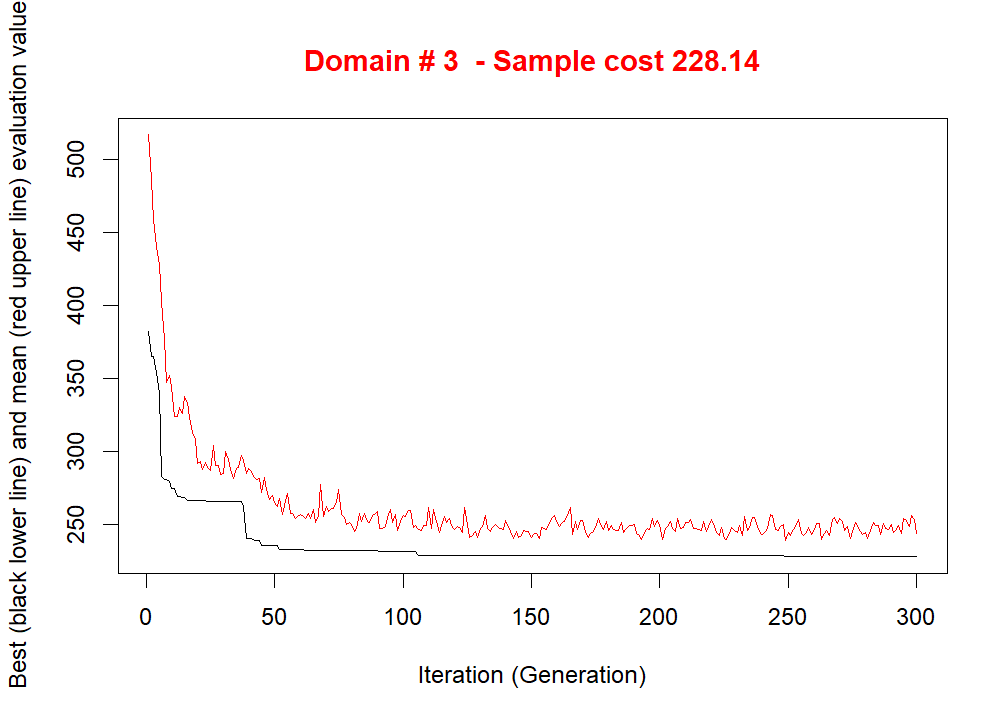 Domain # 3  - Sample cost 228.14
Best (black lower line) and mean (red upper line) evaluation value
500
450
400
350
300
250
0 50 100 150 200 250 300
Iteration (Generation)